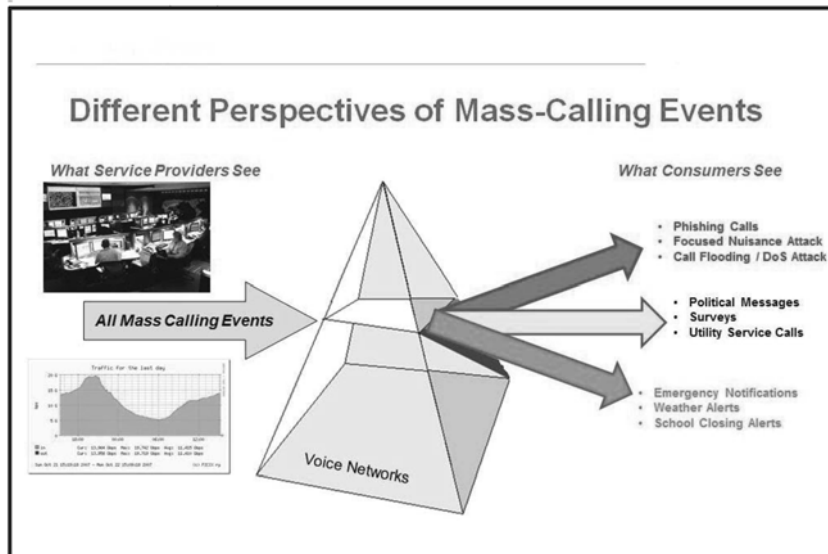 Different Perspectives of Mass-Calling Events
What Service Providers See
What Consumers See
All Mass Calling Events
Traffic for the last day
Voice Networks
• Phishing Calls
• Focused Nuisance Attack
• Call Flooding / DoS Attack
• Political Messages
• Surveys
• Utility Service Calls
• Emergency Notifications
• Weather Alerts
• School Closing Alerts